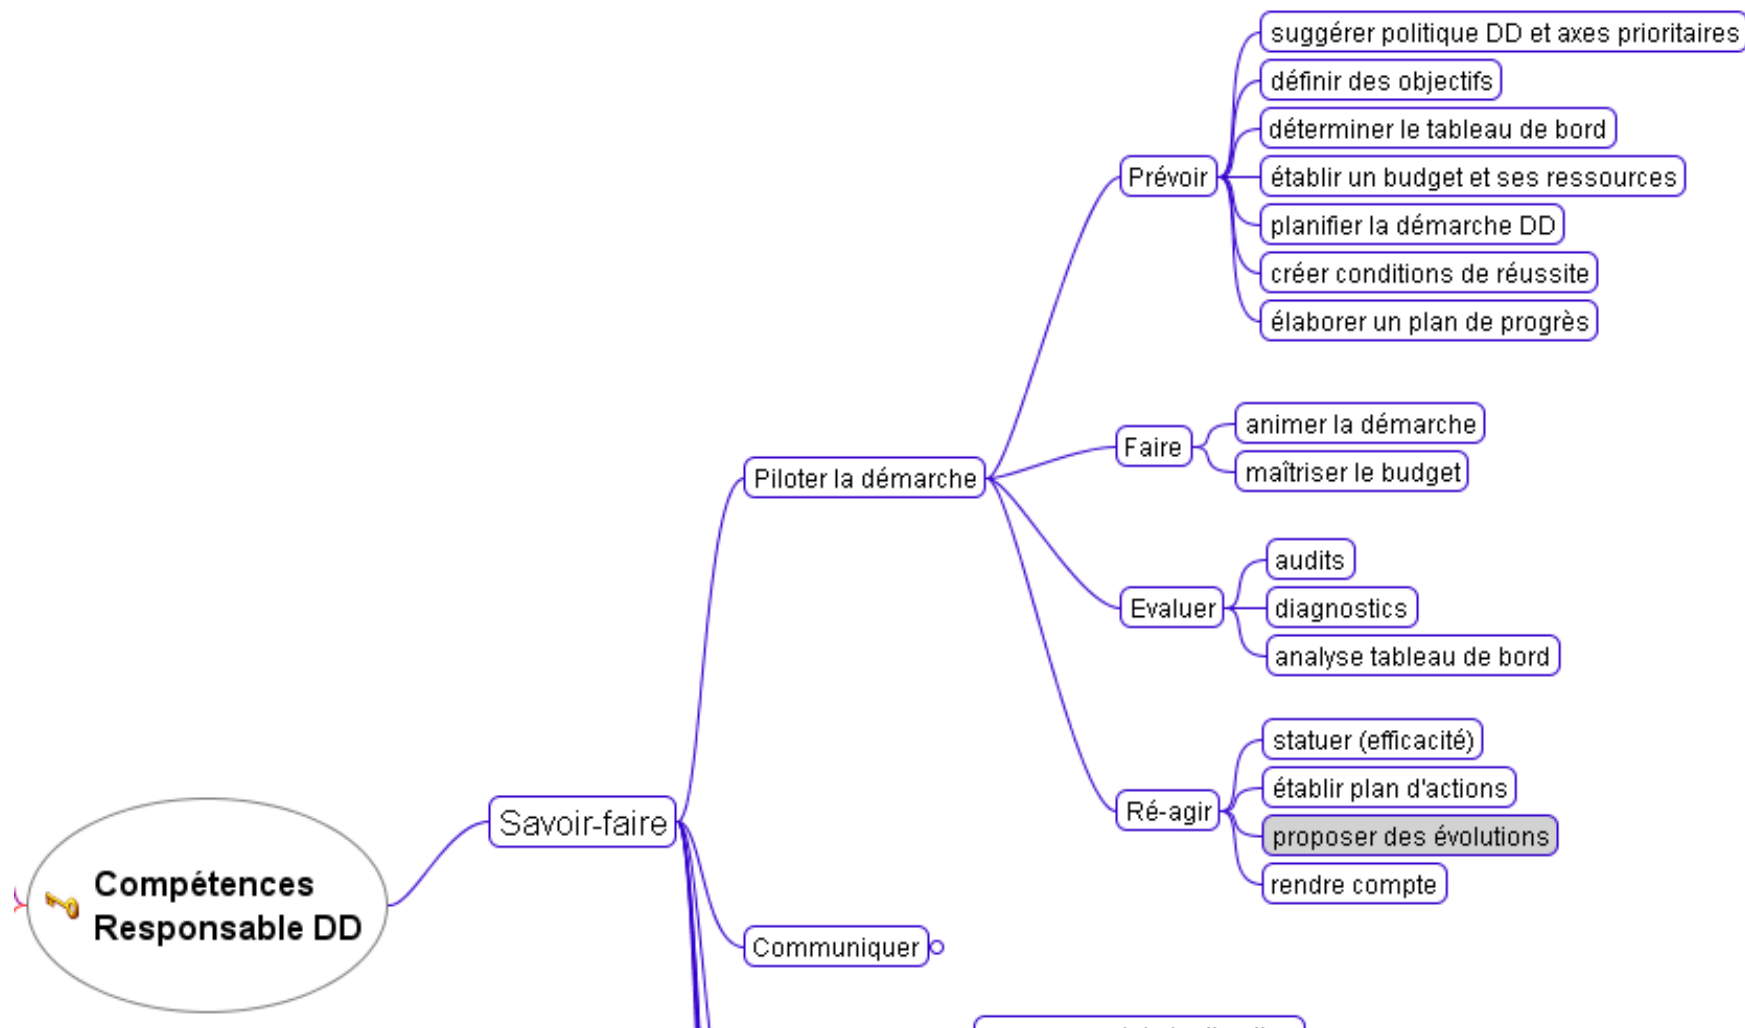 suggérer politique DD et axes prioritaires
définir des objectifs
déterminer le tableau de bord
Prévoir
établir un budget et ses ressources
planifier la démarche DD
créer conditions de réussite
élaborer un plan de progrès
animer la démarche
Faire
maîtriser le budget
Piloter la démarche
audits
Evaluer
diagnostics
analyse tableau de bord
statuer (efficacité)
établir plan d'actions
Ré-agir
proposer des évolutions
rendre compte
Savoir-faire
Compétences
Responsable DD
Communiquer